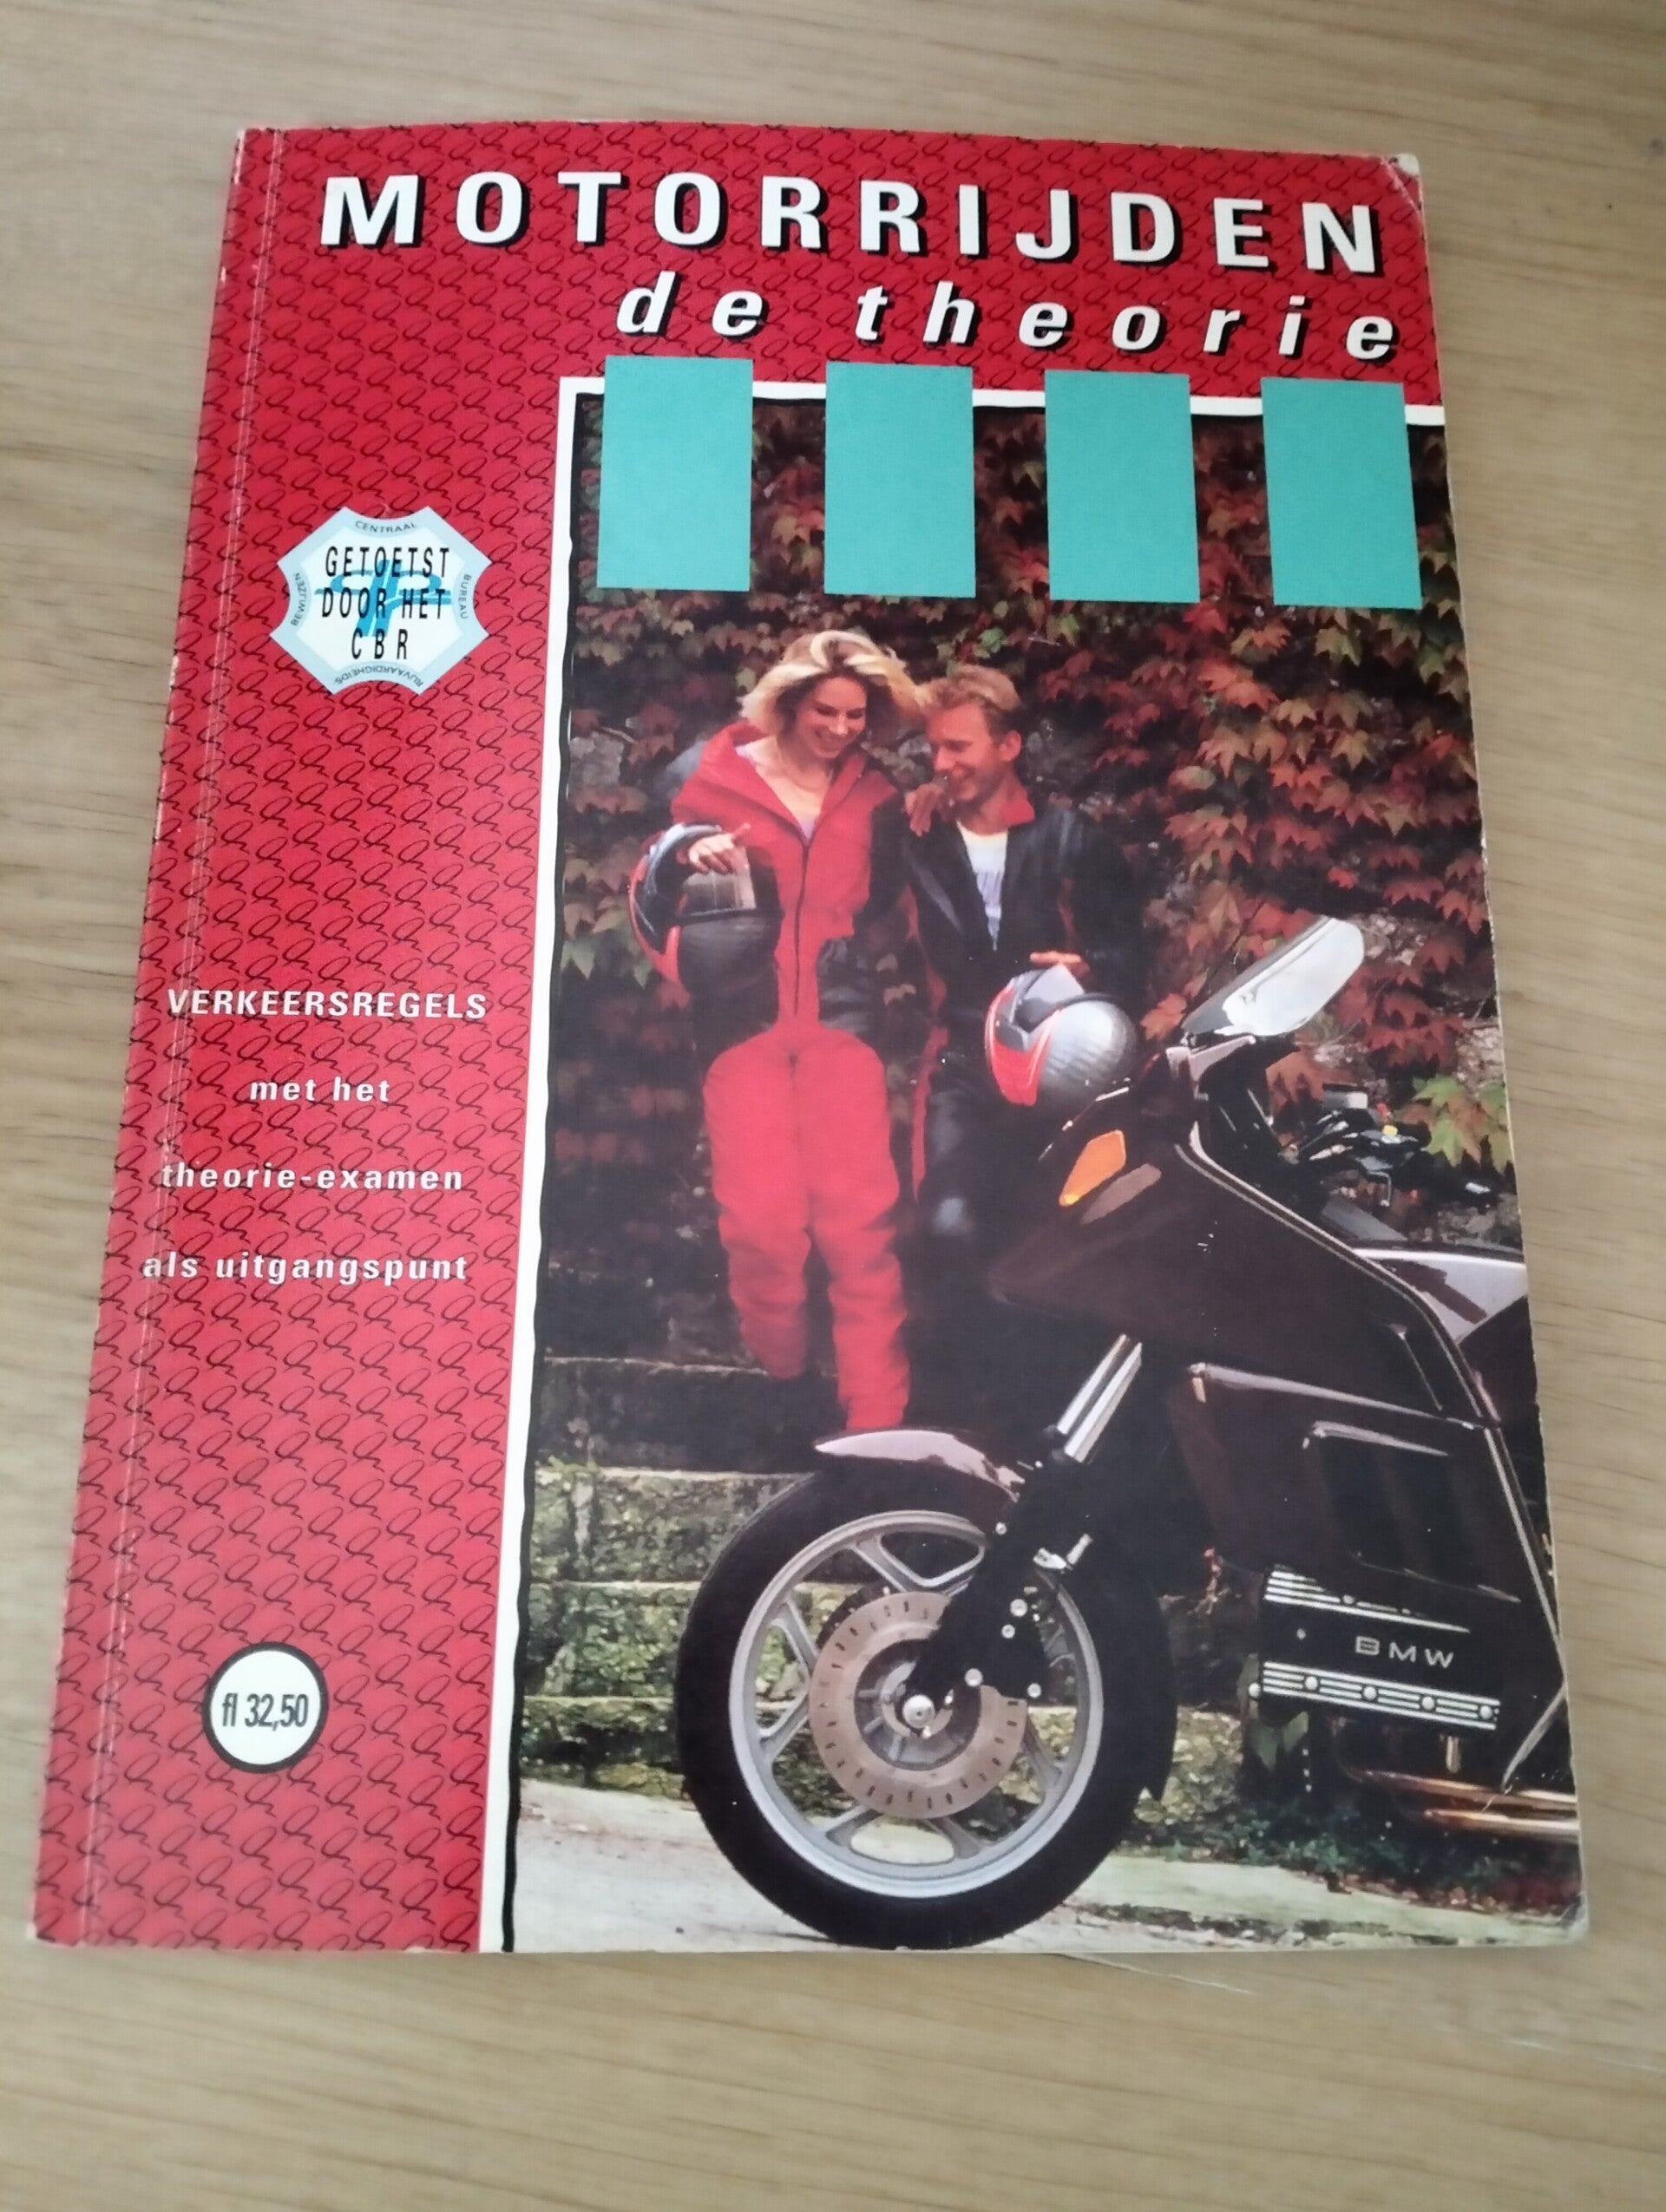 MOTORRIJDEN
de theorie
CENTRAAL
BUREAU
RIJVAARDIGHEIDS
BEWIJZEN
GETOETST
DOOR HET
CBR
VERKEERSREGELS
met het
theorie-examen
als uitgangspunt
fl 32,50
BMW